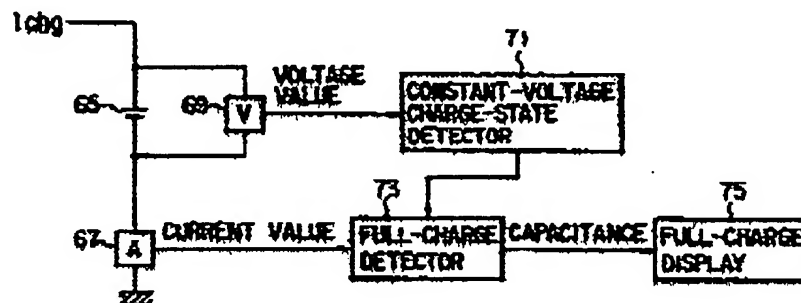 Icbg
71
65
69
V
VOLTAGE
VALUE
CONSTANT-VOLTAGE
CHARGE-STATE
DETECTOR
73
75
67
A
CURRENT VALUE
FULL-CHARGE
DETECTOR
CAPACITANCE
FULL-CHARGE
DISPLAY